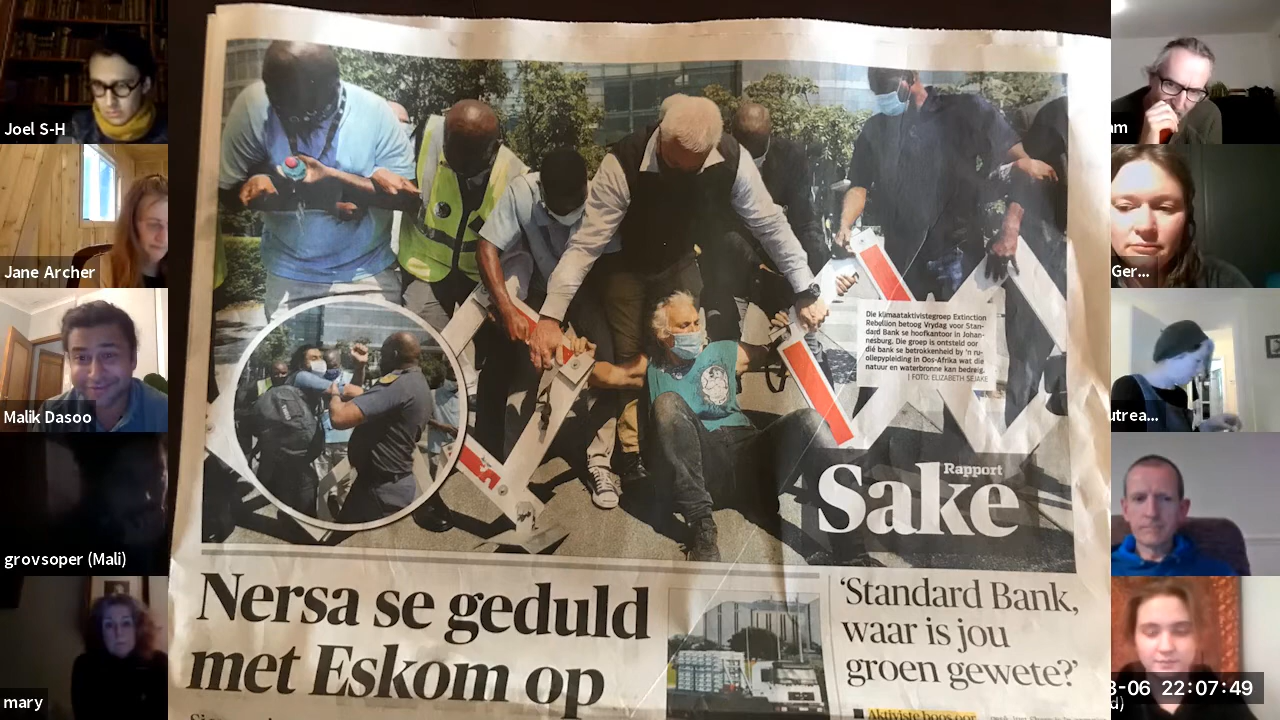 Joel S-H
Jane Archer
Malik Dasoo
grovsoper (Mali)
mary
Die klimaataktivistegroep Extinction
Rebellion betoog Vrydag voor Stan-
dard Bank se hoofkantoor in Johan-
nesburg. Die groep is ontsteld oor
dié bank se betrokkenheid by 'n ru-
oliepypleiding in Oos-Afrika wat die
natuur en waterbronne kan bedreig.
| FOTO: ELIZABETH SEJAKE
Rapport
Sake
Nersa se geduld
met Eskom op
‘Standard Bank,
waar is jou
groen gewete?’
Aktiviste boos oor
am
Ger...
utrea...
3-06 22:07:49
d)